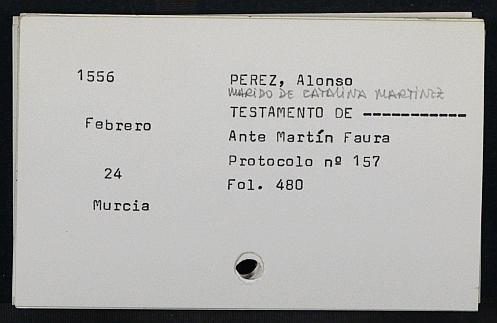 1556
Febrero
24
Murcia
PEREZ, Alonso
MARIDO DE CATALINA MARTINEZ
TESTAMENTO DE ------------
Ante Martín Faura
Protocolo nº 157
Fol. 480